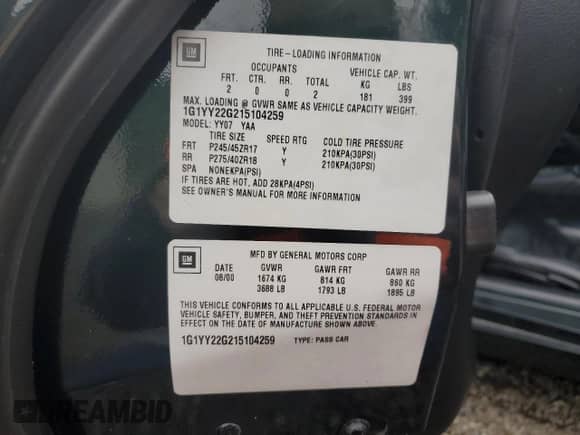 GM
TIRE-LOADING INFORMATION
OCCUPANTS VEHICLE CAP. WT.
FRT. CTR. RR. TOTAL KG LBS
2 0 0 2 181 399
MAX. LOADING @ GVWR SAME AS VEHICLE CAPACITY WEIGHT.
1G1YY22G215104259
MODEL: YY07 YAA
TIRE SIZE SPEED RTG COLD TIRE PRESSURE
FRT P245/45ZR17 Y 210KPA(30PSI)
RR P275/40ZR18 Y 210KPA(30PSI)
SPA NONEKPA(PSI)
IF TIRES ARE HOT, ADD 28KPA(4PSI)
SEE OWNER'S MANUAL FOR MORE INFORMATION
GM
MFD BY GENERAL MOTORS CORP
DATE GVWR GAWR FRT GAWR RR
08/00 1674 KG 814 KG 860 KG
3688 LB 1793 LB 1895 LB
THIS VEHICLE CONFORMS TO ALL APPLICABLE U.S. FEDERAL MOTOR
VEHICLE SAFETY, BUMPER, AND THEFT PREVENTION STANDARDS IN
EFFECT ON THE DATE OF MANUFACTURE SHOWN ABOVE.
1G1YY22G215104259 TYPE: PASS CAR
DREAMBID